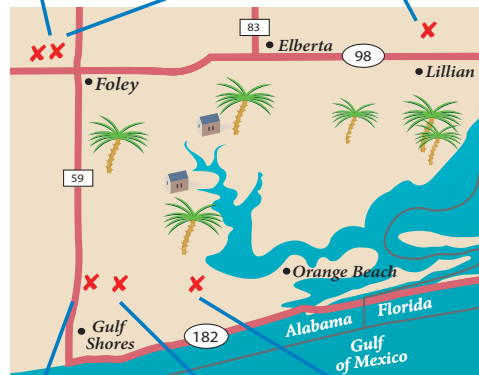 83
Elberta
98
Lillian
Foley
59
Orange Beach
Gulf
Shores
182
Alabama
Florida
Gulf
of Mexico